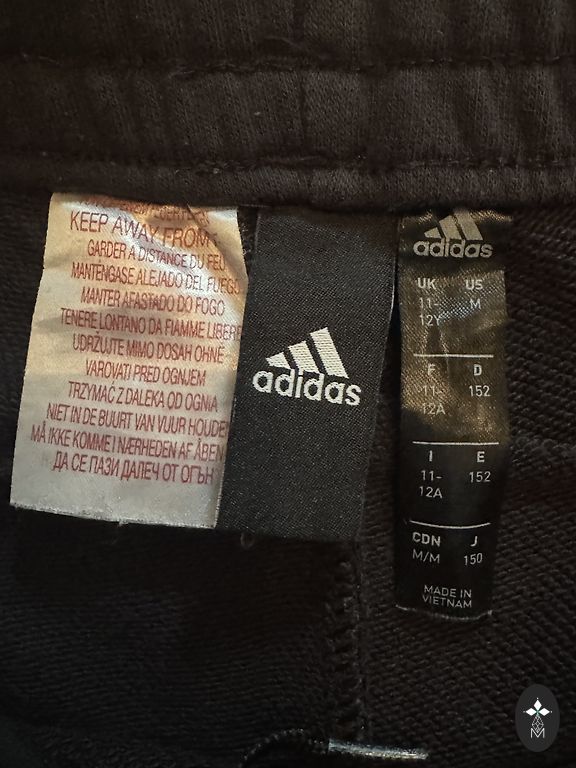 KEEP AWAY FROM
GARDER À DISTANCE DU FEU
MANTÉNGASE ALEJADO DEL FUEGO
MANTER AFASTADO DO FOGO
TENERE LONTANO DA FIAMME LIBERE
UDRŽUJTE MIMO DOSAH OHNE
VAROVATI PRED OGNJEM
TRZYMAĆ Z DALEKA OD OGNIA
NIET IN DE BUURT VAN VUUR HOUDEN
MÅ IKKE KOMME I NÆRHEDEN AF ÅBEN
ДА СЕ ПАЗИ ДАЛЕЧ ОТ ОГЪН
adidas
adidas
UK US
11- M
12Y
F D
11- 152
12A
I E
11- 152
12A
CDN J
M/M 150
MADE IN
VIETNAM
M